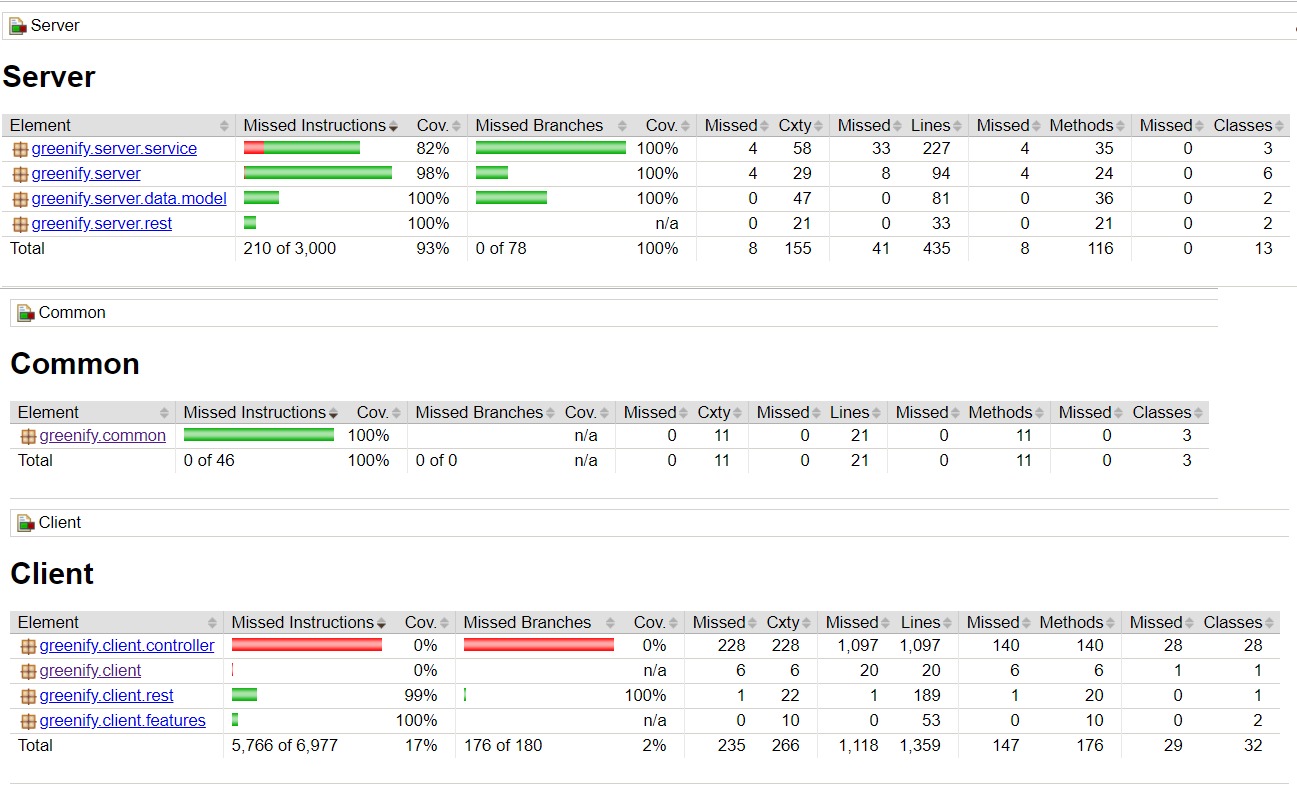 Server
Server
Element Missed Instructions Cov. Missed Branches Cov. Missed Cxty Missed Lines Missed Methods Missed Classes
greenify.server.service 82% 100% 4 58 33 227 4 35 0 3
greenify.server 98% 100% 4 29 8 94 4 24 0 6
greenify.server.data.model 100% 100% 0 47 0 81 0 36 0 2
greenify.server.rest 100% n/a 0 21 0 33 0 21 0 2
Total 210 of 3,000 93% 0 of 78 100% 8 155 41 435 8 116 0 13
Common
Common
Element Missed Instructions Cov. Missed Branches Cov. Missed Cxty Missed Lines Missed Methods Missed Classes
greenify.common 100% n/a 0 11 0 21 0 11 0 3
Total 0 of 46 100% 0 of 0 n/a 0 11 0 21 0 11 0 3
Client
Client
Element Missed Instructions Cov. Missed Branches Cov. Missed Cxty Missed Lines Missed Methods Missed Classes
greenify.client.controller 0% 0% 228 228 1,097 1,097 140 140 28 28
greenify.client 0% n/a 6 6 20 20 6 6 1 1
greenify.client.rest 99% 100% 1 22 1 189 1 20 0 1
greenify.client.features 100% n/a 0 10 0 53 0 10 0 2
Total 5,766 of 6,977 17% 176 of 180 2% 235 266 1,118 1,359 147 176 29 32